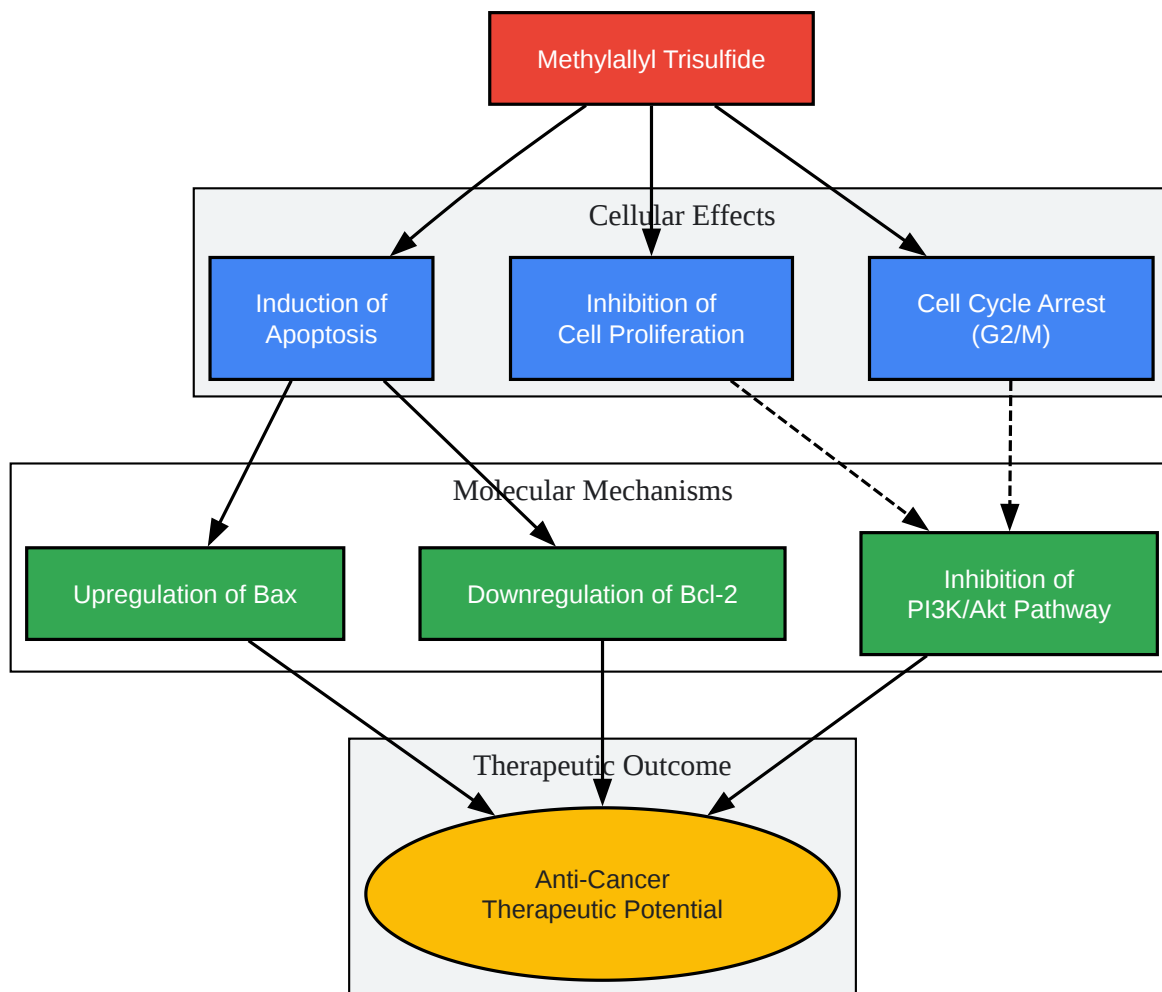 Methylallyl Trisulfide
Cellular Effects
Induction of
Apoptosis
Inhibition of
Cell Proliferation
Cell Cycle Arrest
(G2/M)
Molecular Mechanisms
Upregulation of Bax
Downregulation of Bcl-2
Inhibition of
PI3K/Akt Pathway
Therapeutic Outcome
Anti-Cancer
Therapeutic Potential